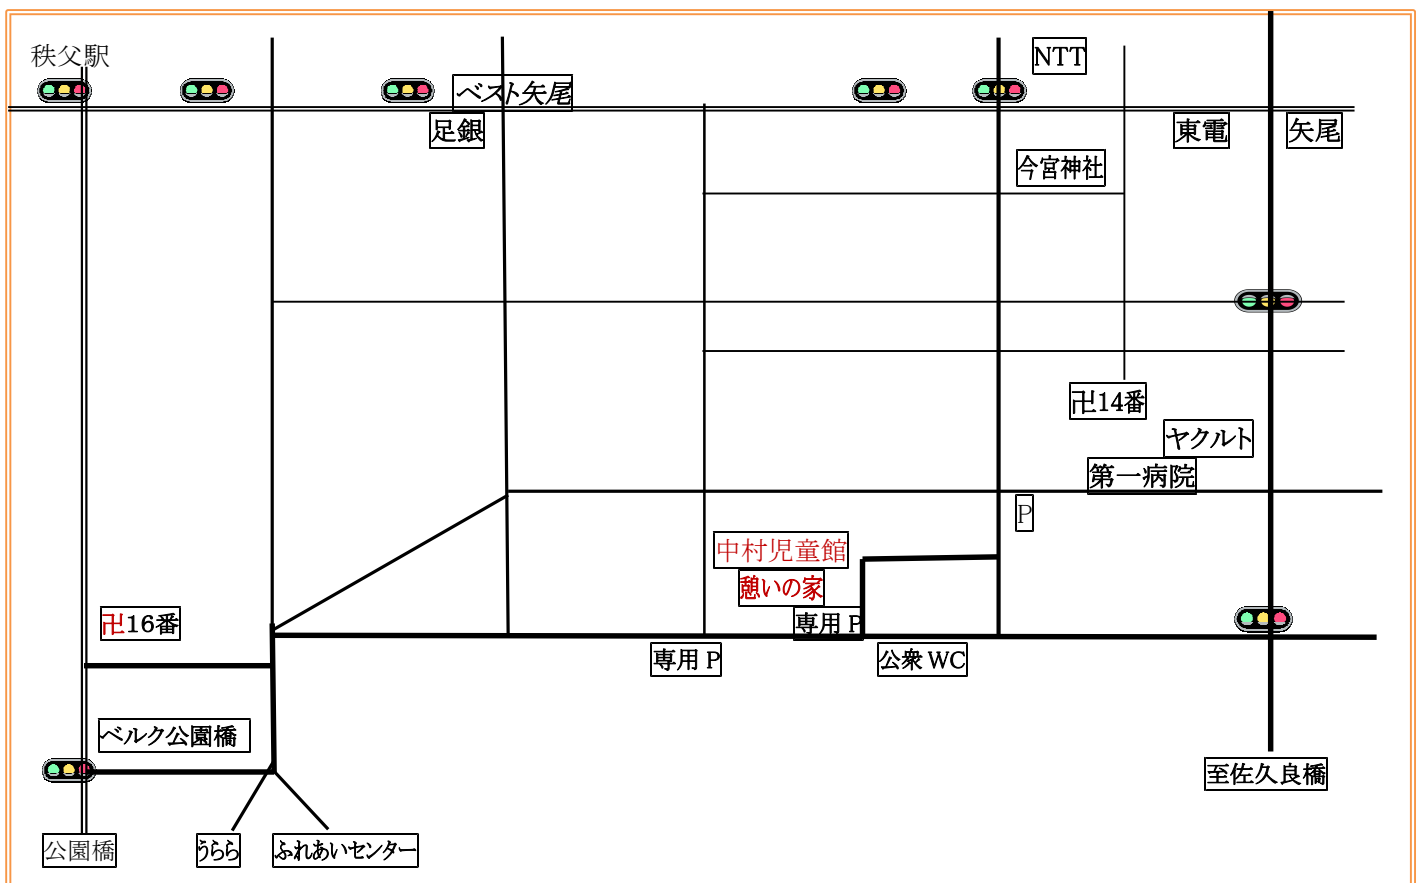 秩父駅
NTT
ベスト矢尾
足銀
東電
矢尾
今宮神社
卍14番
ヤクルト
第一病院
P
中村児童館
憩いの家
専用 P
卍16番
専用 P
公衆 WC
ベルク公園橋
至佐久良橋
公園橋
うらら
ふれあいセンター